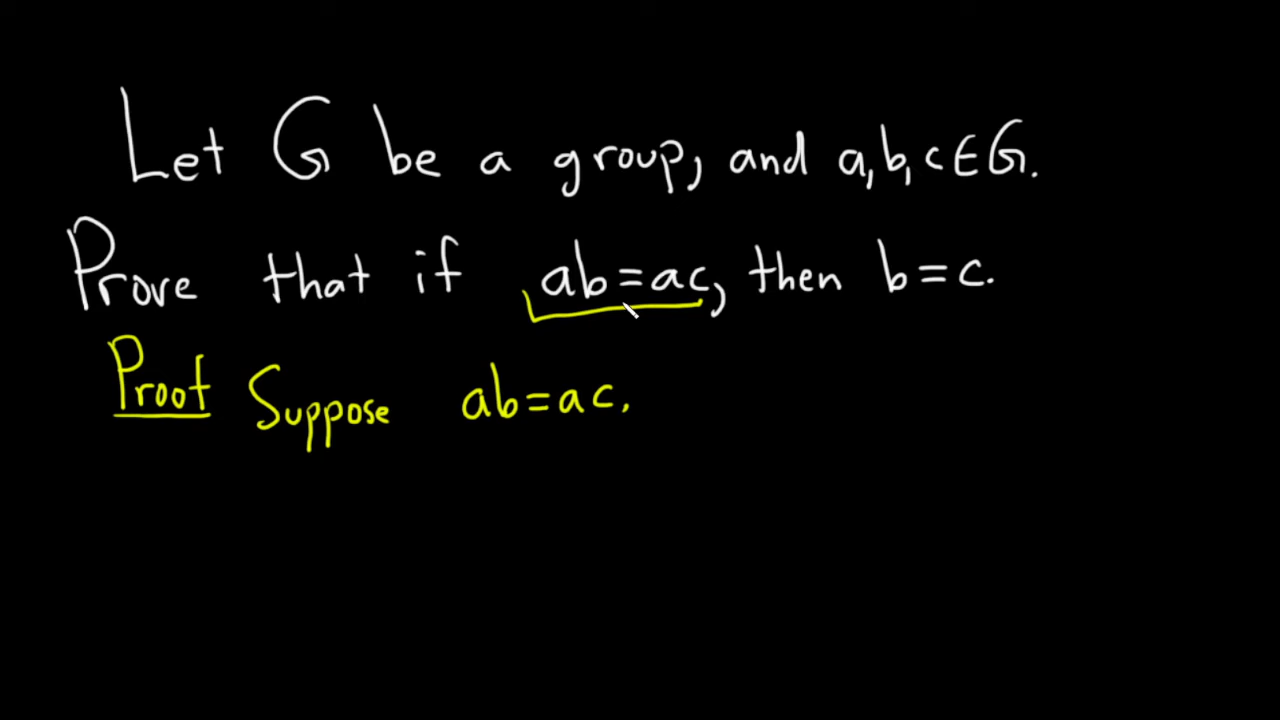 Let G be a group, and a, b, c ∈ G.
Prove that if ab = ac, then b = c.
Proof Suppose ab = ac.